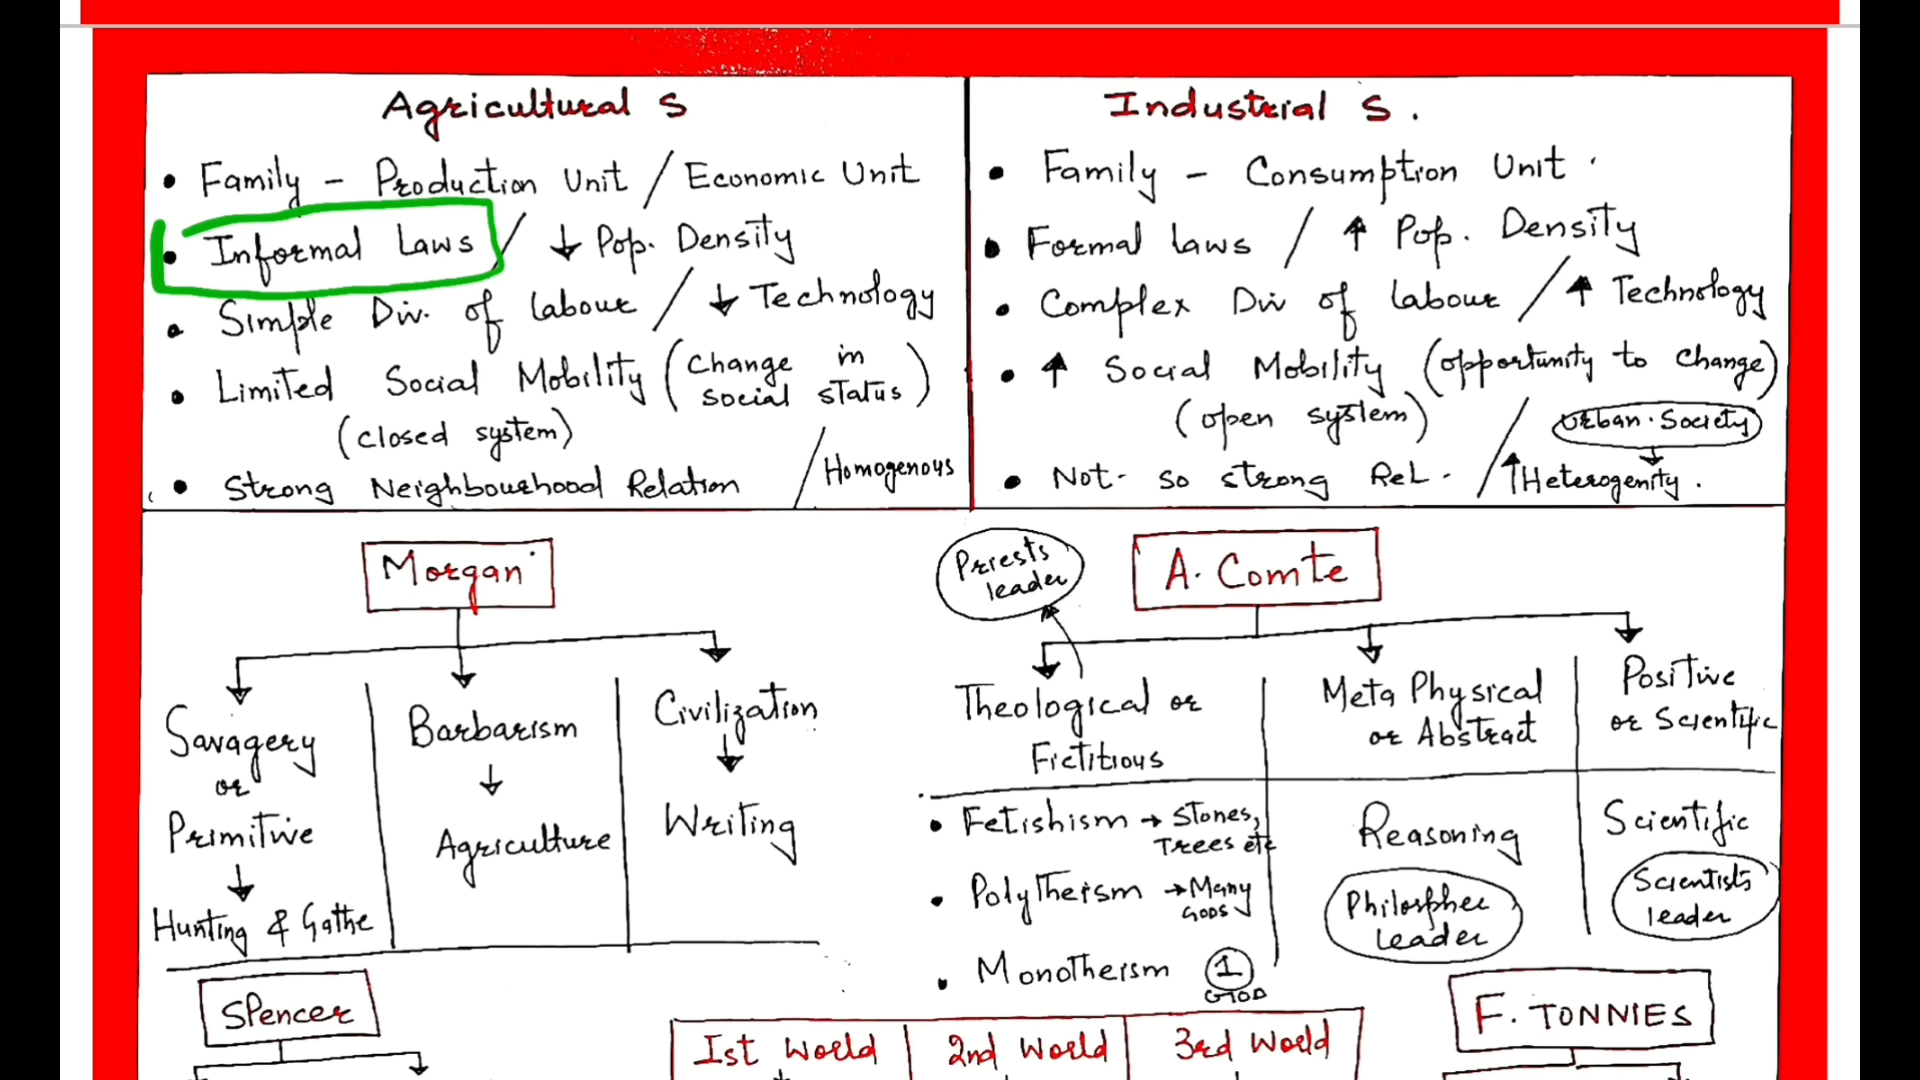 Agricultural S
• Family - Production Unit / Economic Unit
• Informal Laws / ↓ Pop. Density
• Simple Div. of labour / ↓ Technology
• Limited Social Mobility (Change in social status)
(closed system)
• Strong Neighbourhood Relation / Homogenous
Industrial S.
• Family - Consumption Unit.
• Formal laws / ↑ Pop. Density
• Complex Div of labour / ↑ Technology
• ↑ Social Mobility (opportunity to change)
(open system)
Urban. Society
• Not- so strong Rel. / ↑Heterogenity.
Morgan
Savagery
or
Primitive
Hunting & Gathe
Barbarism
Agriculture
Civilization
Writing
A. Comte
Priests
leader
Theological or
Fictitious
• Fetishism → Stones,
Trees etc
• Polytheism → Many
Gods
• Monotheism 1
GOD
Meta Physical
or Abstract
Reasoning
Philospher
leader
Positive
or Scientific
Scientific
Scientists
leader
Spencer
Ist World
2nd World
3rd World
F. TONNIES